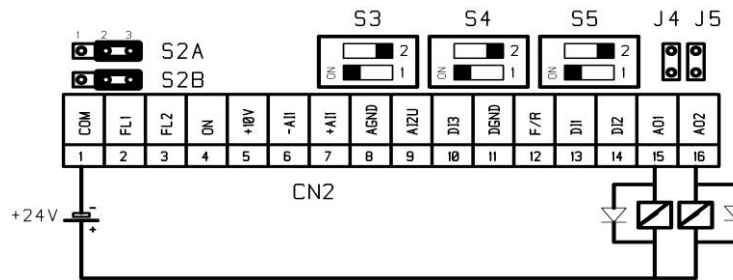 S3 S4 S5 J4 J5
1 2 3 S2A
S2B
2 2 2
ON 1 ON 1 ON 1
COM FL1 FL2 ON +10V -AI1 +AI1 AGND AI2U DI3 DGND F/R DI1 DI2 AO1 AO2
1 2 3 4 5 6 7 8 9 10 11 12 13 14 15 16
CN2
+24V - +